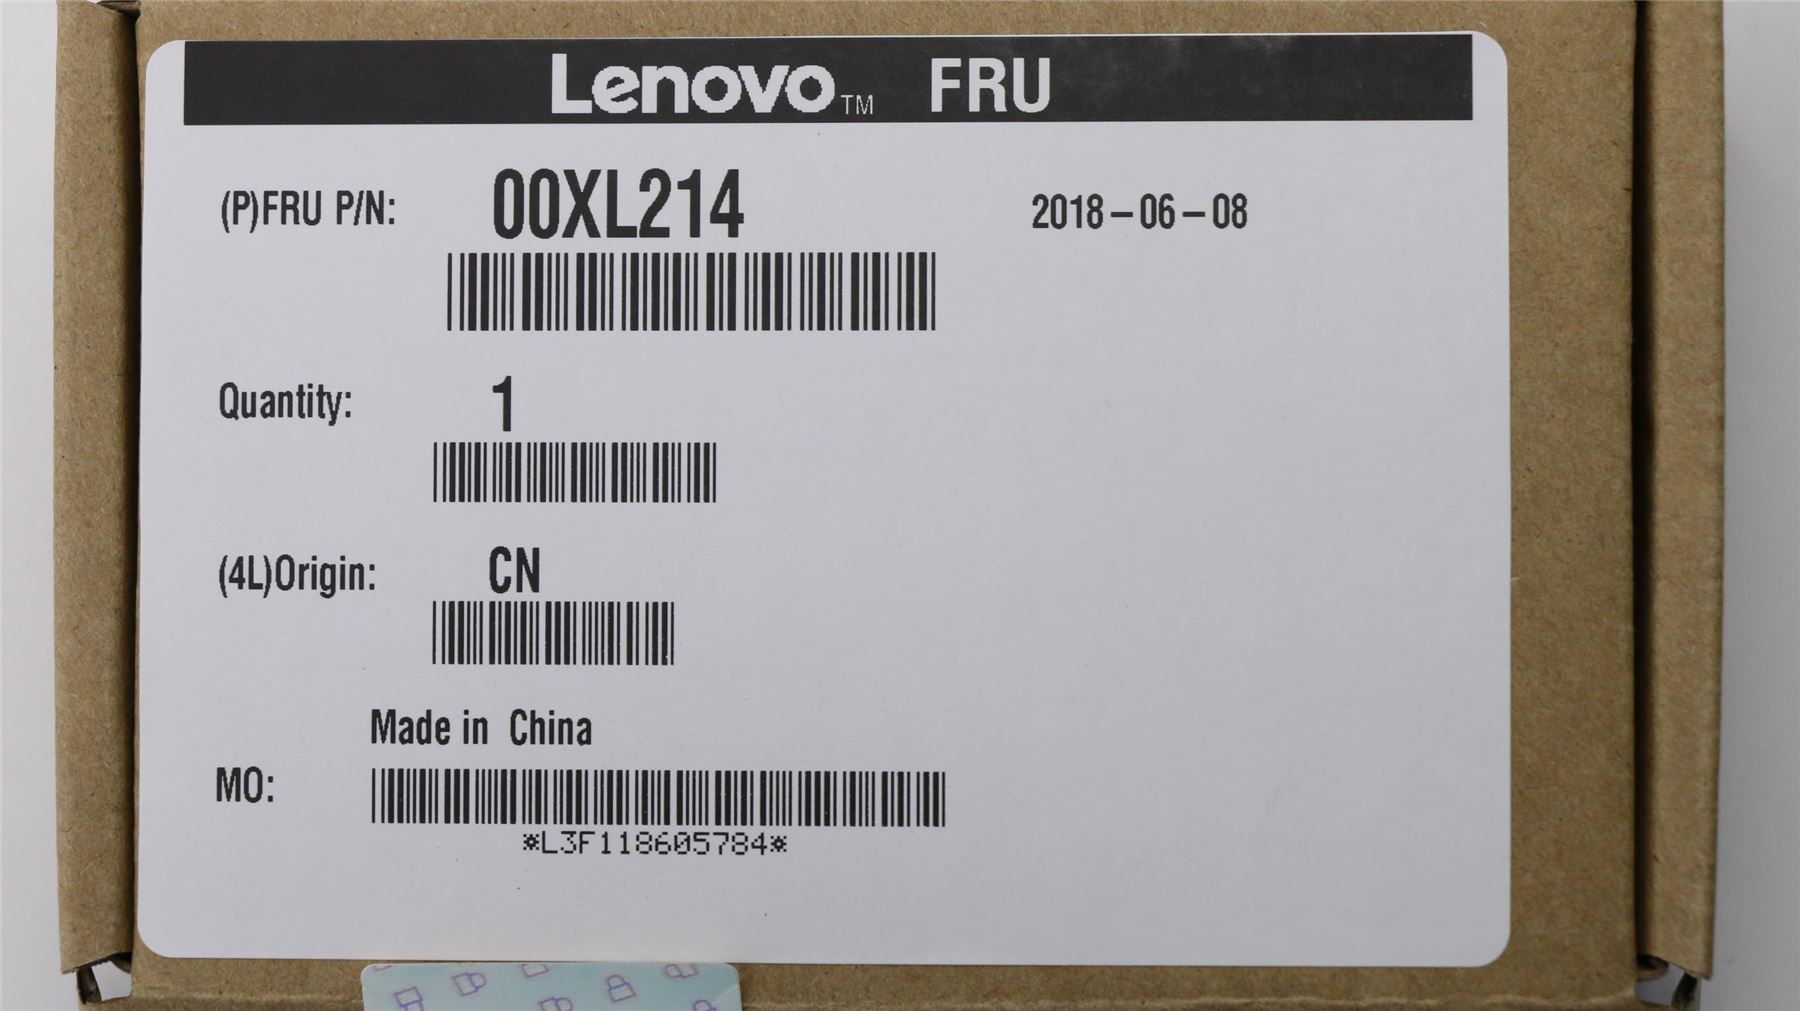 Lenovo™ FRU
(P)FRU P/N: 00XL214 2018-06-08
Quantity: 1
(4L)Origin: CN
Made in China
MO:
*L3F118605784*